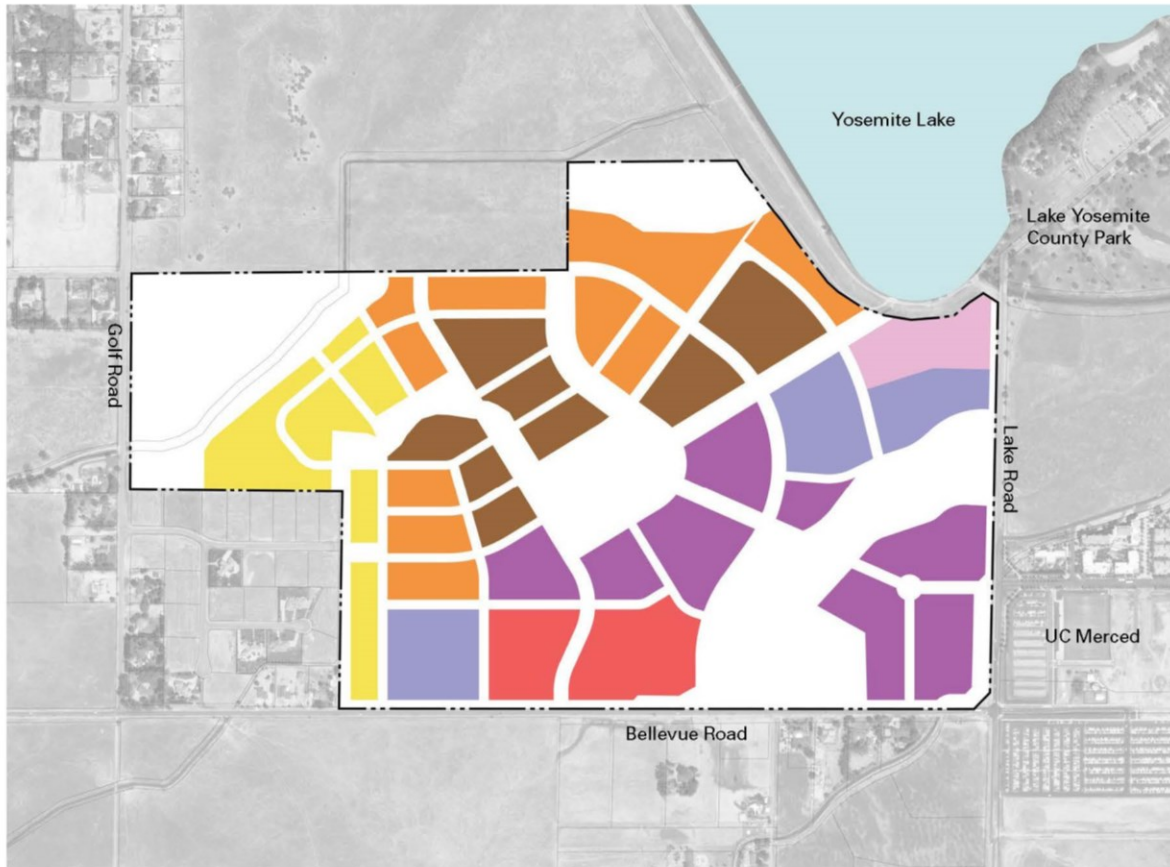 Yosemite Lake
Lake Yosemite
County Park
Golf Road
Lake Road
UC Merced
Bellevue Road